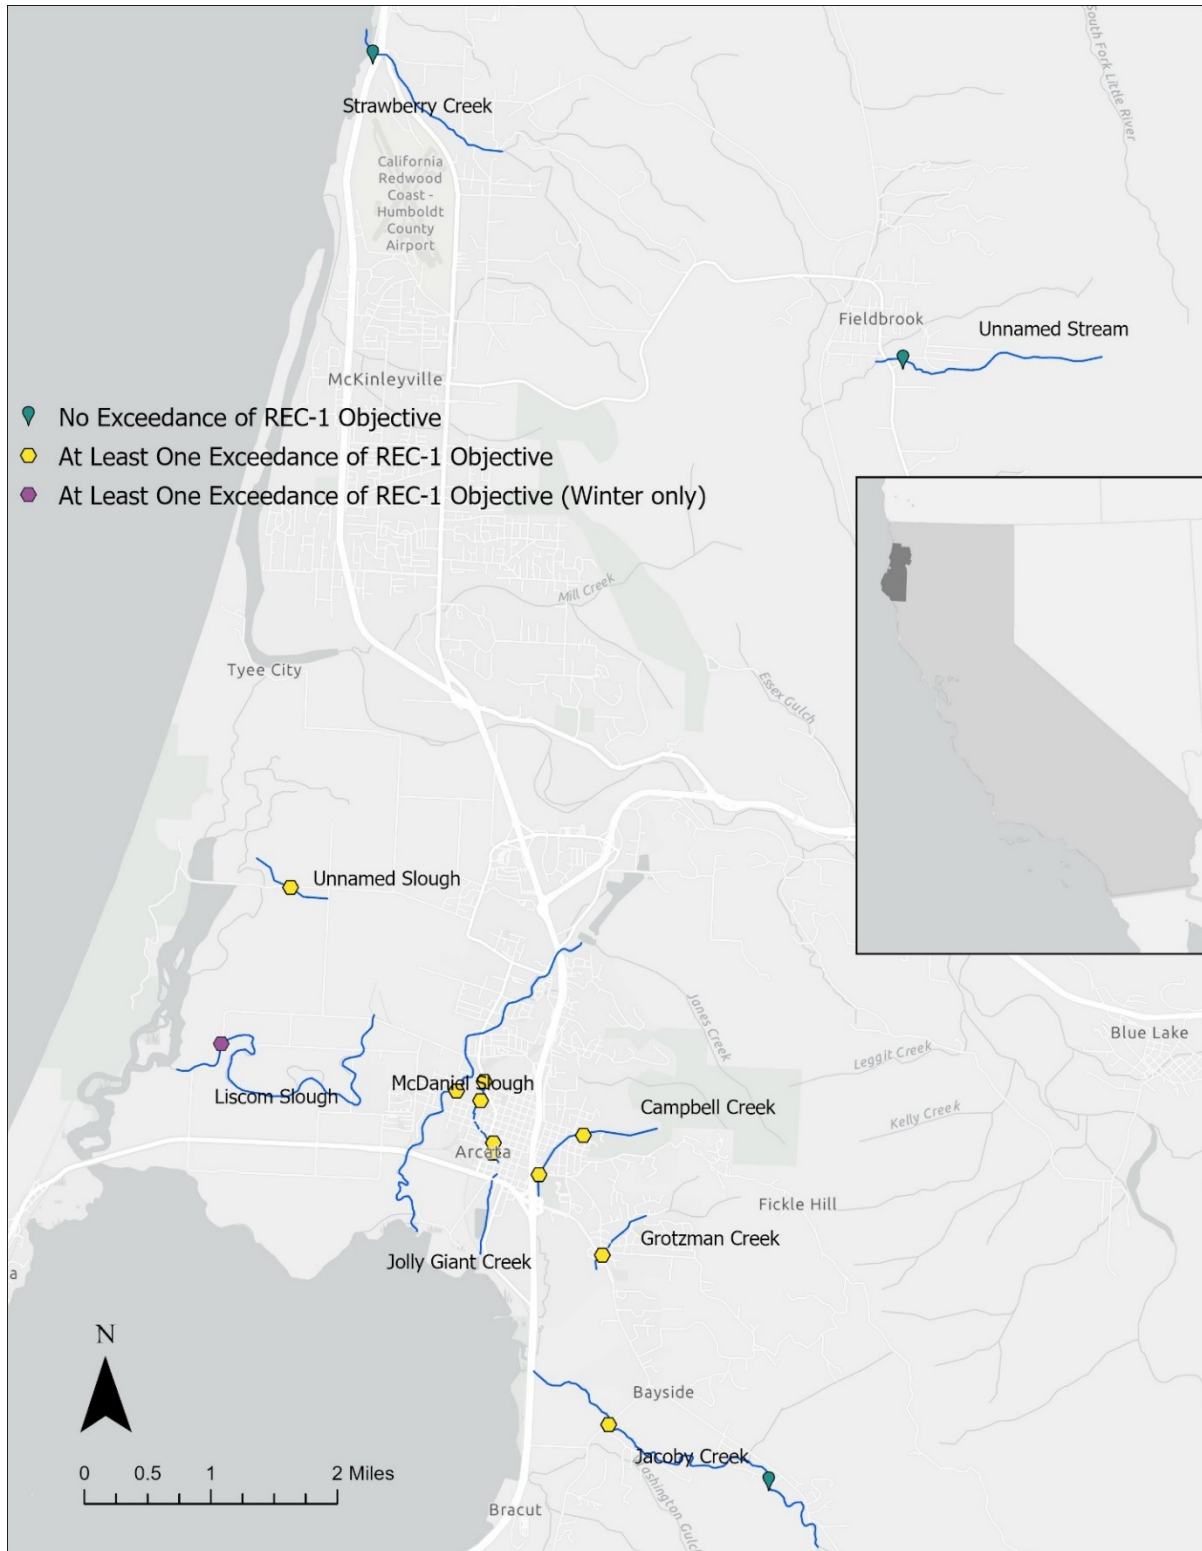 South Fork Little River
Strawberry Creek
California
Redwood
Coast -
Humboldt
County
Airport
Fieldbrook
Unnamed Stream
McKinleyville
No Exceedance of REC-1 Objective
At Least One Exceedance of REC-1 Objective
At Least One Exceedance of REC-1 Objective (Winter only)
Mill Creek
Tyee City
Essex Gulch
Unnamed Slough
Janes Creek
Blue Lake
Leggit Creek
McDaniel Slough
Liscom Slough
Campbell Creek
Kelly Creek
Arcata
Fickle Hill
Grotzman Creek
Jolly Giant Creek
a
N
Bayside
Jacoby Creek
Washington Gulch
0 0.5 1 2 Miles
Bracut